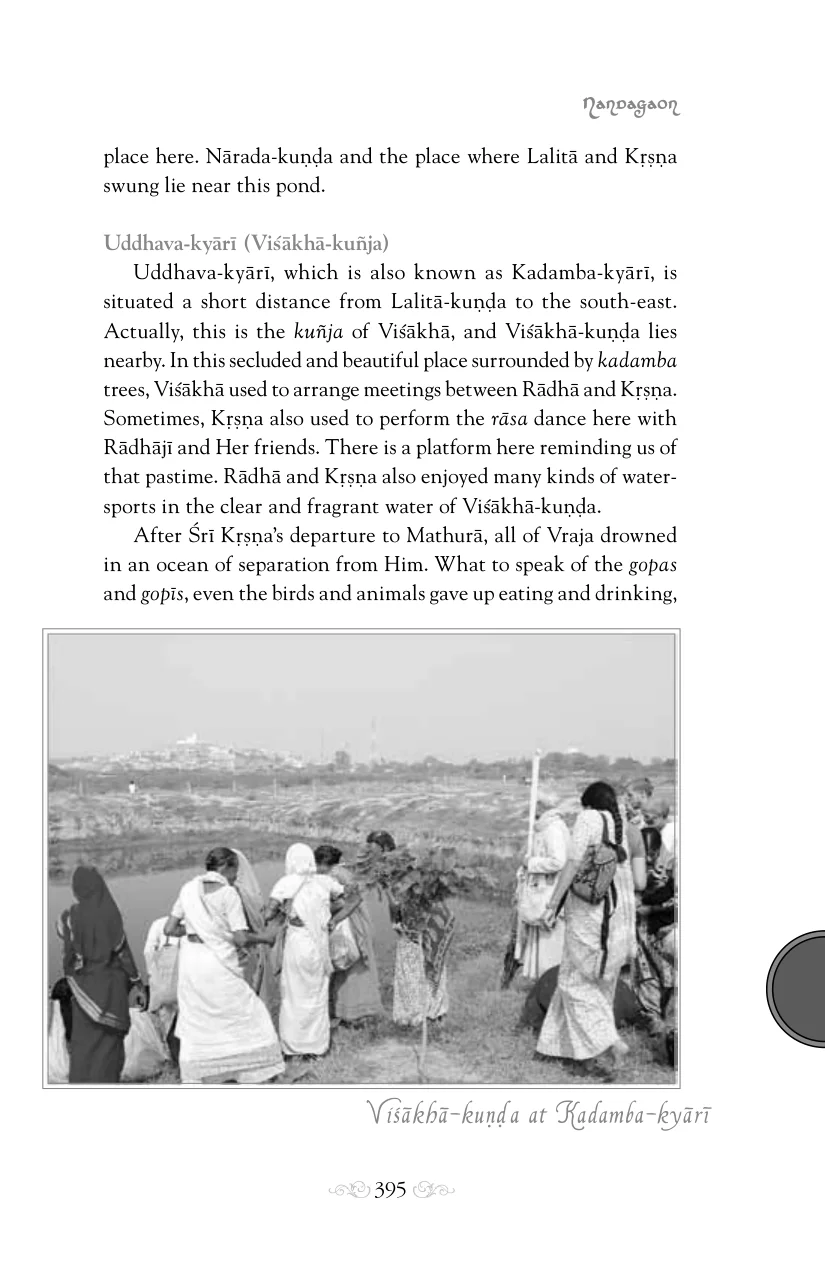 Nandagaon
place here. Nārada-kuṇḍa and the place where Lalitā and Kṛṣṇa
swung lie near this pond.
Uddhava-kyārī (Viśākhā-kuñja)
Uddhava-kyārī, which is also known as Kadamba-kyārī, is
situated a short distance from Lalitā-kuṇḍa to the south-east.
Actually, this is the kuñja of Viśākhā, and Viśākhā-kuṇḍa lies
nearby. In this secluded and beautiful place surrounded by kadamba
trees, Viśākhā used to arrange meetings between Rādhā and Kṛṣṇa.
Sometimes, Kṛṣṇa also used to perform the rāsa dance here with
Rādhājī and Her friends. There is a platform here reminding us of
that pastime. Rādhā and Kṛṣṇa also enjoyed many kinds of water-
sports in the clear and fragrant water of Viśākhā-kuṇḍa.
After Śrī Kṛṣṇa’s departure to Mathurā, all of Vraja drowned
in an ocean of separation from Him. What to speak of the gopas
and gopīs, even the birds and animals gave up eating and drinking,
Viśākhā-kuṇḍa at Kadamba-kyārī
395